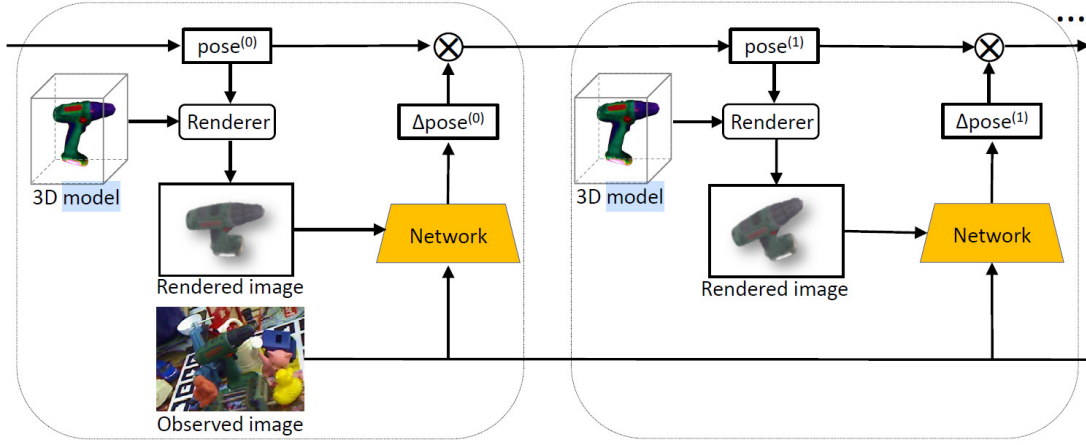 pose⁽⁰⁾
Renderer
3D model
Δpose⁽⁰⁾
Network
Rendered image
Observed image
pose⁽¹⁾
Renderer
3D model
Δpose⁽¹⁾
Network
Rendered image
...